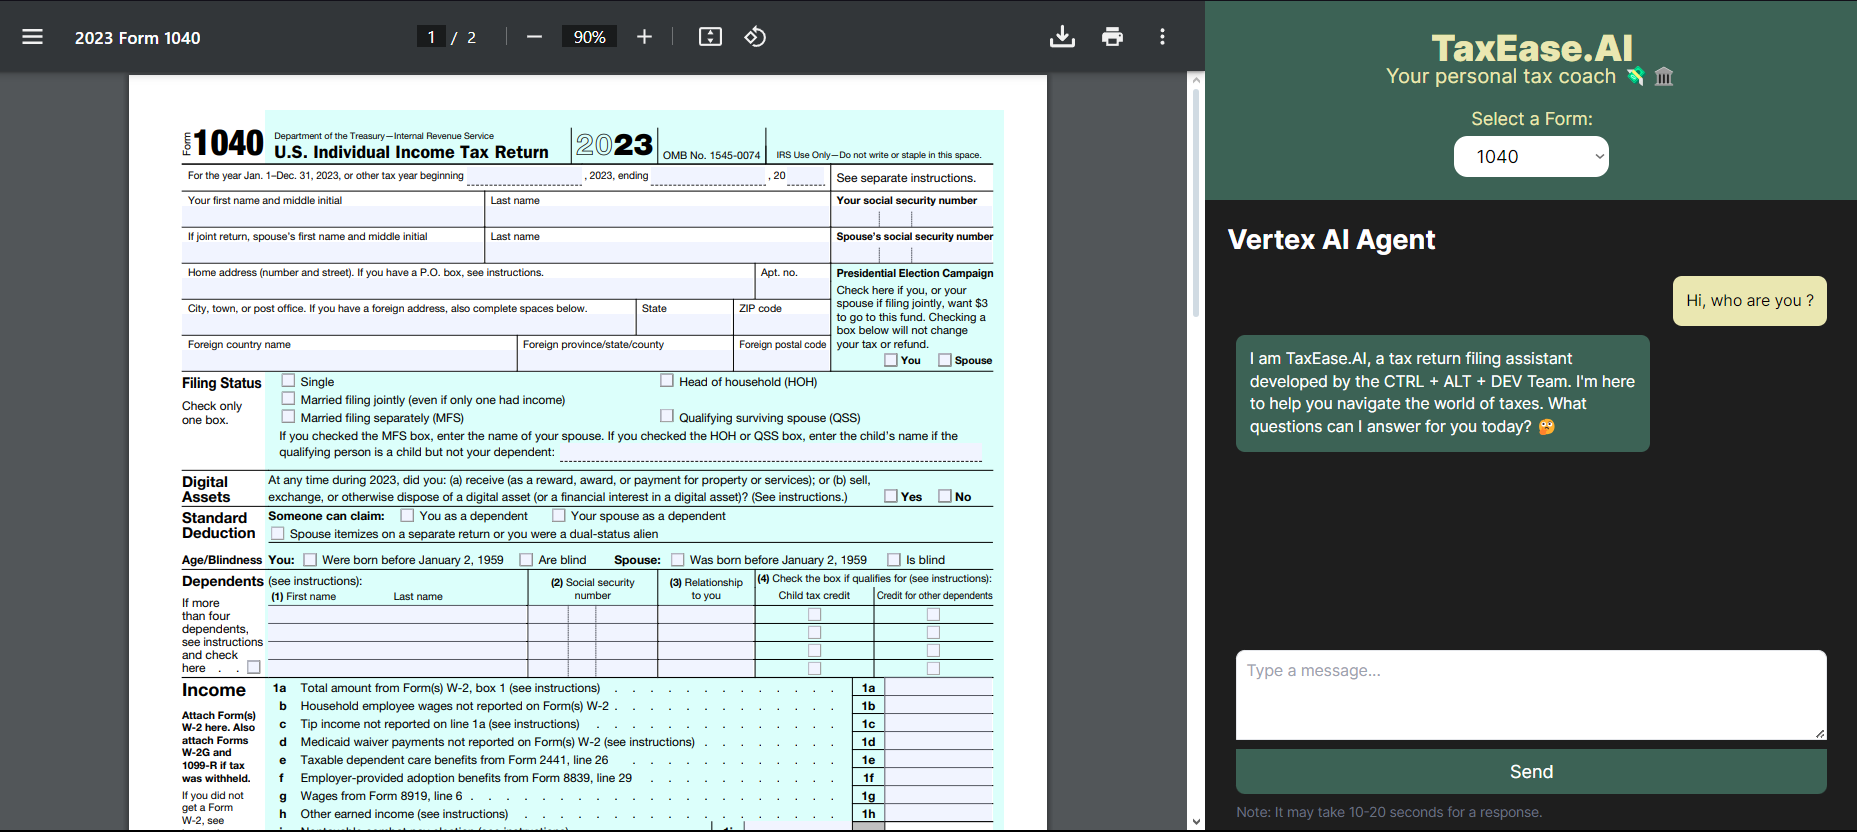 2023 Form 1040
1 / 2
90%
Form 1040
Department of the Treasury—Internal Revenue Service
U.S. Individual Income Tax Return
2023
OMB No. 1545-0074
IRS Use Only—Do not write or staple in this space.
For the year Jan. 1–Dec. 31, 2023, or other tax year beginning , 2023, ending , 20
See separate instructions.
Your first name and middle initial
Last name
Your social security number
If joint return, spouse's first name and middle initial
Last name
Spouse's social security number
Home address (number and street). If you have a P.O. box, see instructions.
Apt. no.
City, town, or post office. If you have a foreign address, also complete spaces below.
State
ZIP code
Foreign country name
Foreign province/state/county
Foreign postal code
Presidential Election Campaign
Check here if you, or your
spouse if filing jointly, want $3
to go to this fund. Checking a
box below will not change
your tax or refund.
You Spouse
Filing Status
Check only
one box.
Single
Married filing jointly (even if only one had income)
Married filing separately (MFS)
Head of household (HOH)
Qualifying surviving spouse (QSS)
If you checked the MFS box, enter the name of your spouse. If you checked the HOH or QSS box, enter the child's name if the
qualifying person is a child but not your dependent:
Digital
Assets
At any time during 2023, did you: (a) receive (as a reward, award, or payment for property or services); or (b) sell,
exchange, or otherwise dispose of a digital asset (or a financial interest in a digital asset)? (See instructions.)
Yes No
Standard
Deduction
Someone can claim: You as a dependent Your spouse as a dependent
Spouse itemizes on a separate return or you were a dual-status alien
Age/Blindness You: Were born before January 2, 1959 Are blind Spouse: Was born before January 2, 1959 Is blind
Dependents (see instructions):
(1) First name Last name
(2) Social security
number
(3) Relationship
to you
(4) Check the box if qualifies for (see instructions):
Child tax credit
Credit for other dependents
If more
than four
dependents,
see instructions
and check
here . .
Income
Attach Form(s)
W-2 here. Also
attach Forms
W-2G and
1099-R if tax
was withheld.
If you did not
get a Form
W-2, see
1a Total amount from Form(s) W-2, box 1 (see instructions) 1a
b Household employee wages not reported on Form(s) W-2 1b
c Tip income not reported on line 1a (see instructions) 1c
d Medicaid waiver payments not reported on Form(s) W-2 (see instructions) 1d
e Taxable dependent care benefits from Form 2441, line 26 1e
f Employer-provided adoption benefits from Form 8839, line 29 1f
g Wages from Form 8919, line 6 1g
h Other earned income (see instructions) 1h
TaxEase.AI
Your personal tax coach 💸 🏛️
Select a Form:
1040
Vertex AI Agent
Hi, who are you ?
I am TaxEase.AI, a tax return filing assistant
developed by the CTRL + ALT + DEV Team. I'm here
to help you navigate the world of taxes. What
questions can I answer for you today? 🤔
Type a message...
Send
Note: It may take 10-20 seconds for a response.